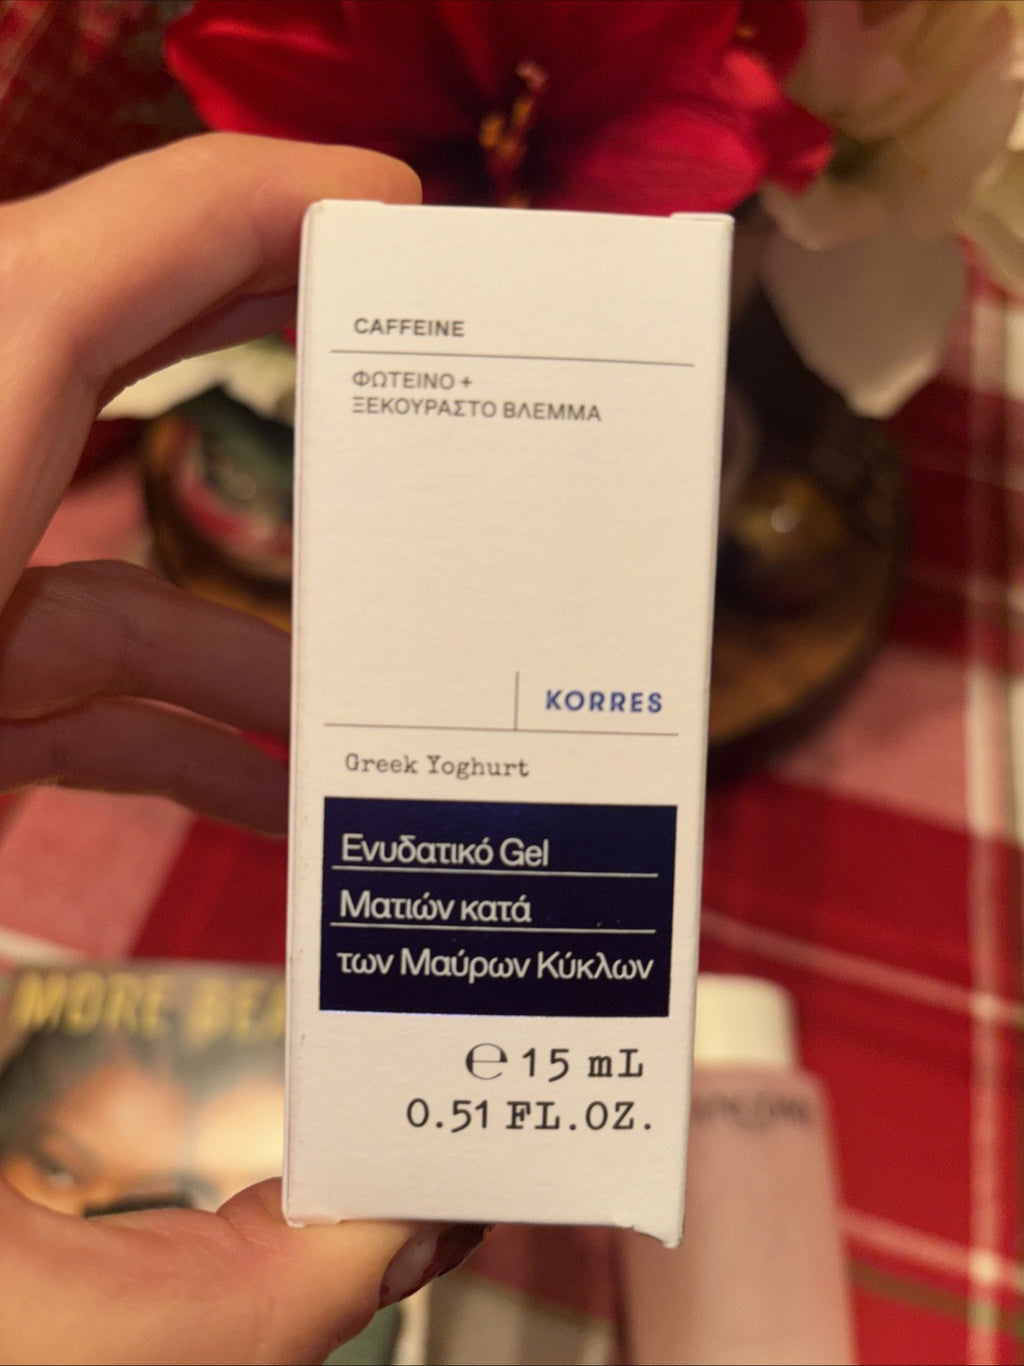 CAFFEINE
ΦΩΤΕΙΝΟ +
ΞΕΚΟΥΡΑΣΤΟ ΒΛΕΜΜΑ
KORRES
Greek Yoghurt
Ενυδατικό Gel
Ματιών κατά
των Μαύρων Κύκλων
℮ 15 mL
0.51 FL.OZ.
MORE